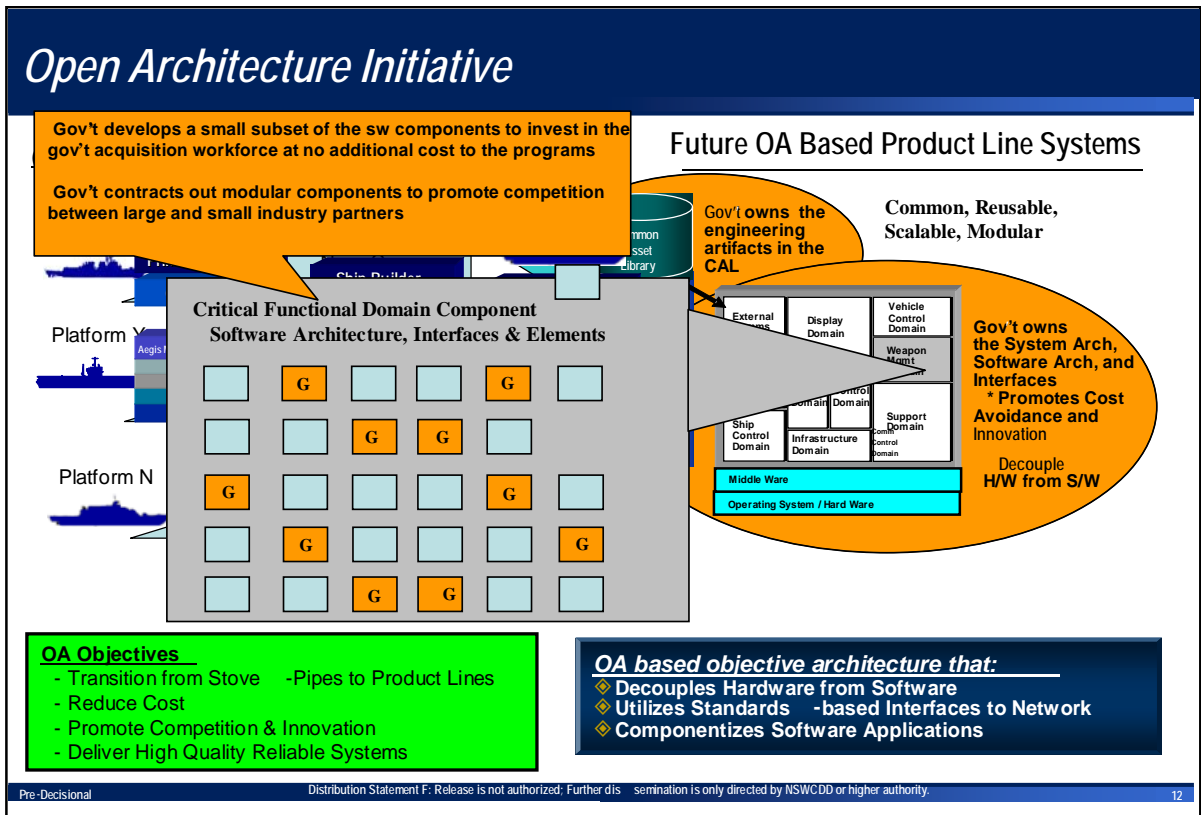 Open Architecture Initiative
Gov't develops a small subset of the sw components to invest in the
gov't acquisition workforce at no additional cost to the programs
Gov't contracts out modular components to promote competition
between large and small industry partners
Future OA Based Product Line Systems
Common, Reusable,
Scalable, Modular
Gov't owns the
engineering
artifacts in the
CAL
Library
Ship Builder
Platform
Aegis
Platform N
Critical Functional Domain Component
Software Architecture, Interfaces & Elements
G
G
G
G
G
G
G
G
G
G
External
Display
Domain
Vehicle
Control
Domain
Weapon
Mgmt
Domain
Ship
Control
Domain
Infrastructure
Domain
Comm
Control
Domain
Support
Domain
Middle Ware
Operating System / Hard Ware
Gov't owns
the System Arch,
Software Arch, and
Interfaces
* Promotes Cost
Avoidance and
Innovation
Decouple
H/W from S/W
OA Objectives
- Transition from Stove -Pipes to Product Lines
- Reduce Cost
- Promote Competition & Innovation
- Deliver High Quality Reliable Systems
OA based objective architecture that:
Decouples Hardware from Software
Utilizes Standards -based Interfaces to Network
Componentizes Software Applications
Pre-Decisional
Distribution Statement F: Release is not authorized; Further dis semination is only directed by NSWCDD or higher authority.
12